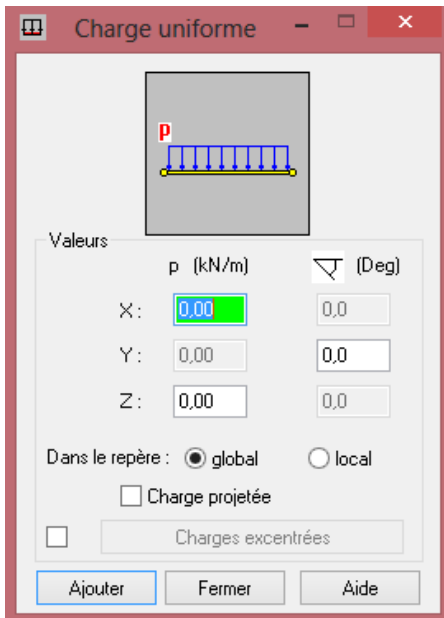 Charge uniforme
p
Valeurs
p (kN/m) (Deg)
X : 0,00 0,0
Y : 0,00 0,0
Z : 0,00 0,0
Dans le repère : global local
Charge projetée
Charges excentrées
Ajouter Fermer Aide